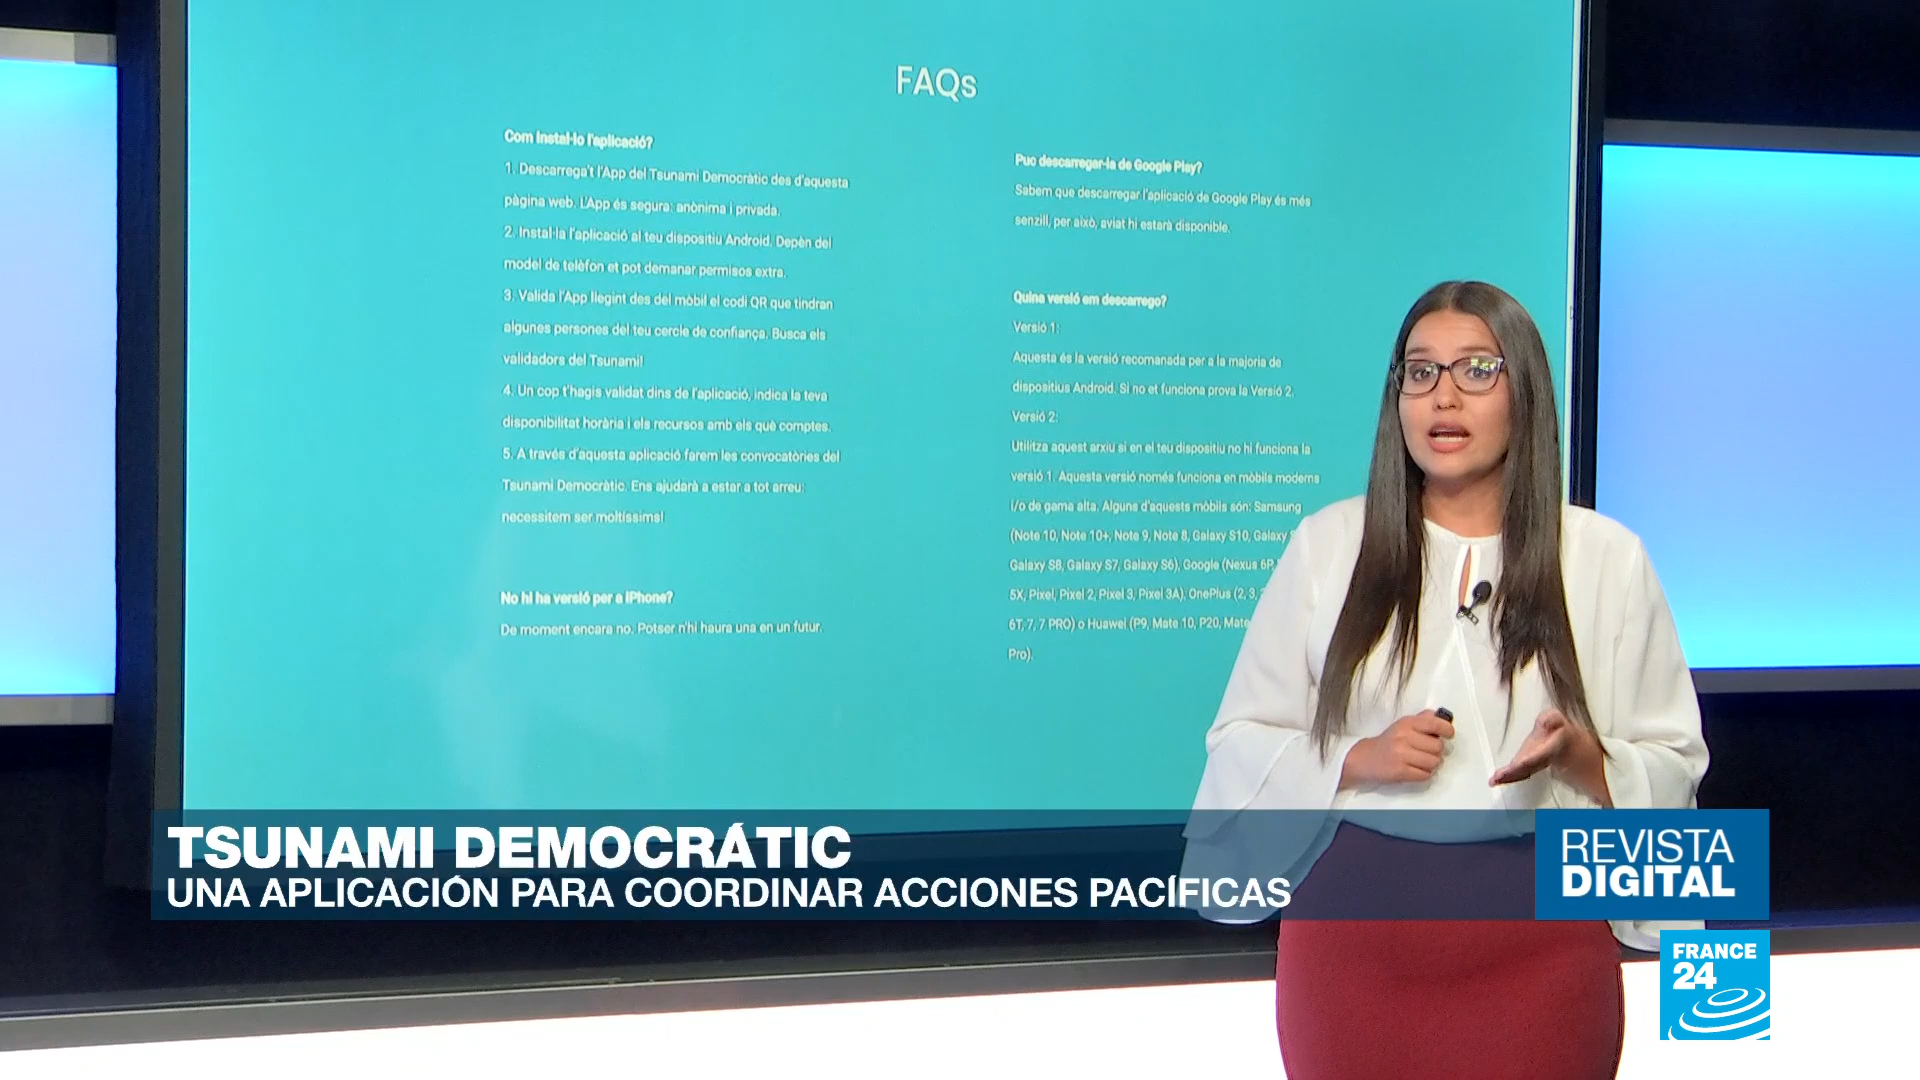 FAQs
Com instal·lo l'aplicació?
1. Descarrega't l'App del Tsunami Democràtic des d'aquesta
pàgina web. L'App és segura: anònima i privada.
2. Instal·la l'aplicació al teu dispositiu Android. Depèn del
model de telèfon et pot demanar permisos extra.
3. Valida l'App llegint des del mòbil el codi QR que tindran
algunes persones del teu cercle de confiança. Busca els
validadors del Tsunami!
4. Un cop t'hagis validat dins de l'aplicació, indica la teva
disponibilitat horària i els recursos amb els què comptes.
5. A través d'aquesta aplicació farem les convocatòries del
Tsunami Democràtic. Ens ajudarà a estar a tot arreu:
necessitem ser moltíssims!
No hi ha versió per a iPhone?
De moment encara no. Potser n'hi haura una en un futur.
Puc descarregar-la de Google Play?
Sabem que descarregar l'aplicació de Google Play és més
senzill, per això, aviat hi estarà disponible.
Quina versió em descarrego?
Versió 1:
Aquesta és la versió recomanada per a la majoria de
dispositius Android. Si no et funciona prova la Versió 2.
Versió 2:
Utilitza aquest arxiu si en el teu dispositiu no hi funciona la
versió 1. Aquesta versió només funciona en mòbils moderns
i/o de gama alta. Alguns d'aquests mòbils són: Samsung
(Note 10, Note 10+, Note 9, Note 8, Galaxy S10, Galaxy
Galaxy S8, Galaxy S7, Galaxy S6), Google (Nexus 6P,
5X, Pixel, Pixel 2, Pixel 3, Pixel 3A), OnePlus (2, 3,
6T, 7, 7 PRO) o Huawei (P9, Mate 10, P20, Mate
Pro).
TSUNAMI DEMOCRÁTIC
UNA APLICACIÓN PARA COORDINAR ACCIONES PACÍFICAS
REVISTA
DIGITAL
FRANCE
24